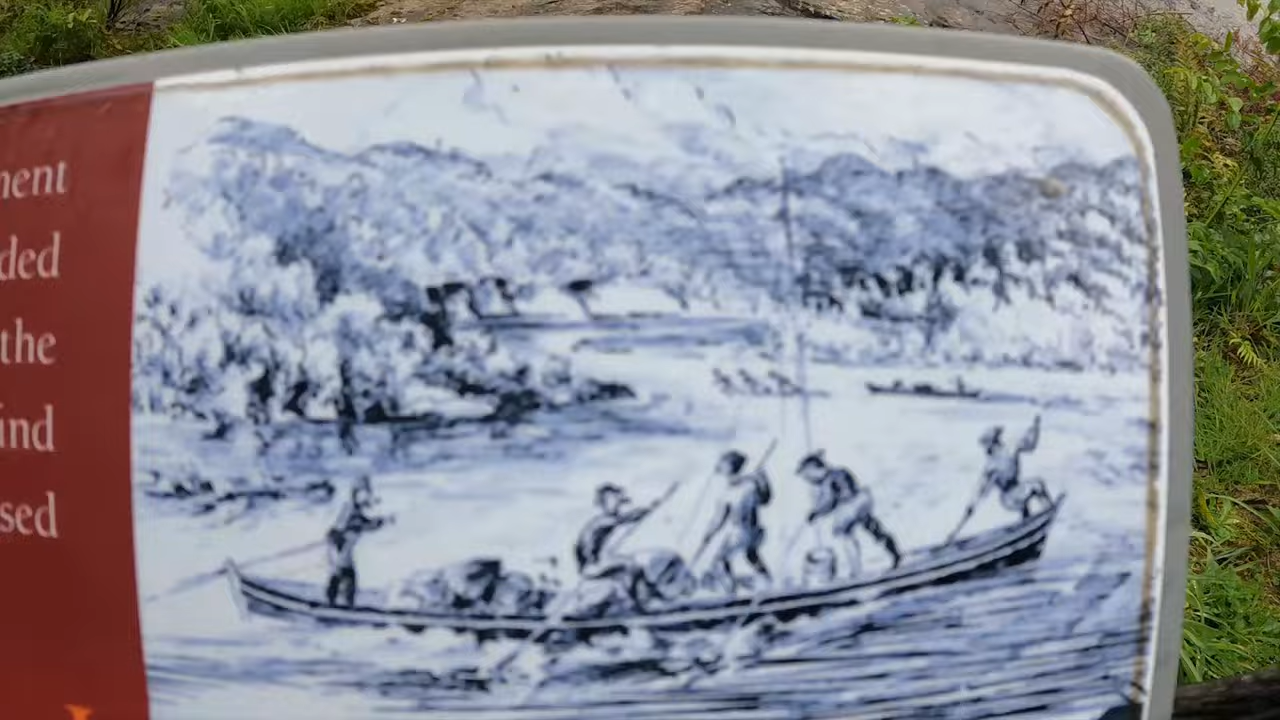 nent
ded
the
ind
sed